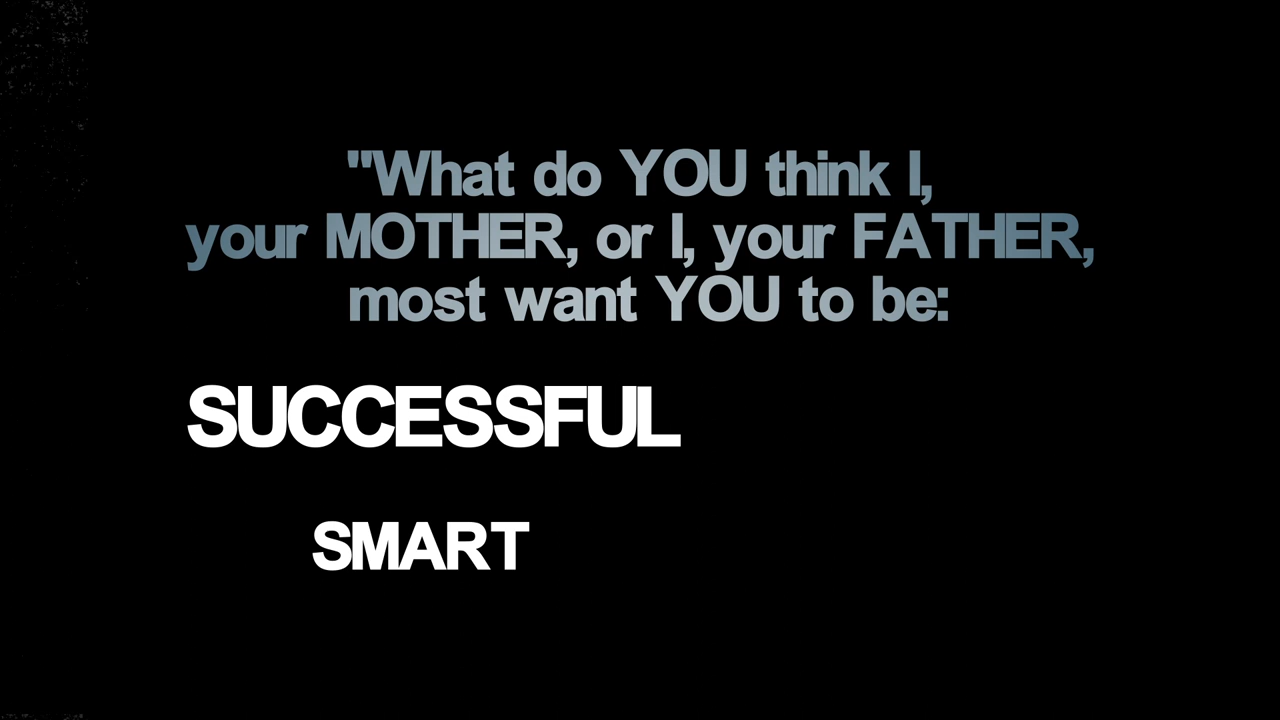 "What do YOU think I,
your MOTHER, or I, your FATHER,
most want YOU to be:
SUCCESSFUL
SMART